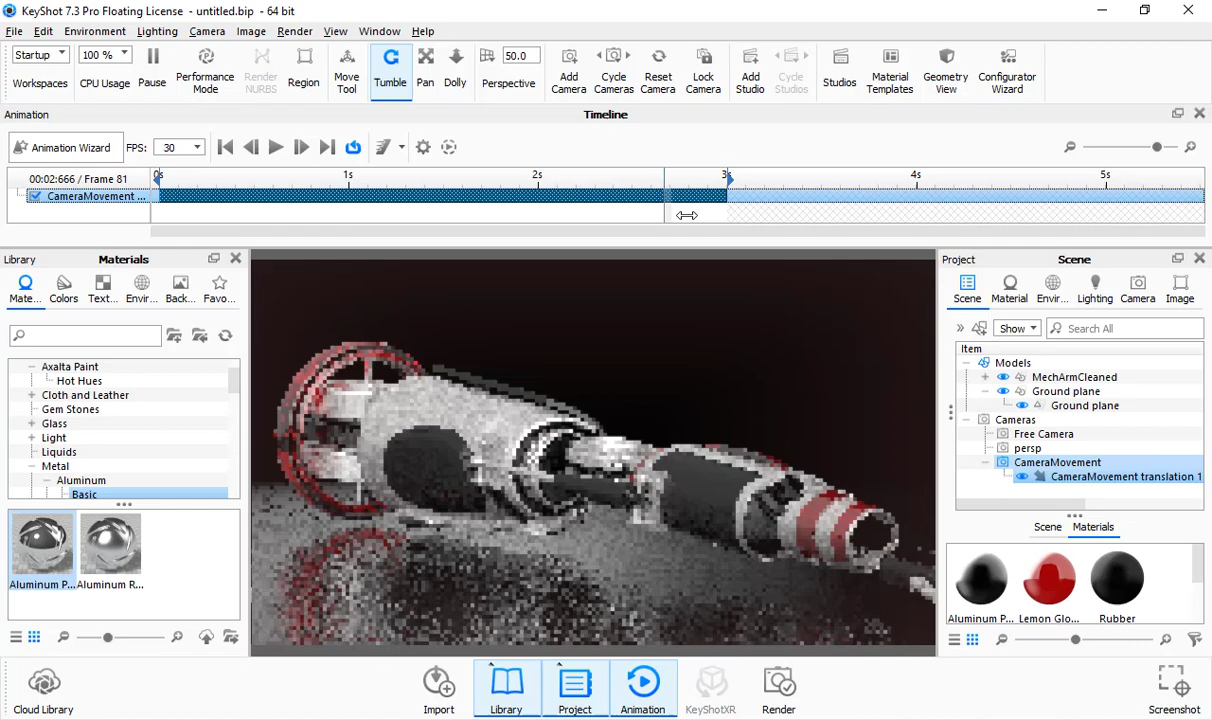 KeyShot 7.3 Pro Floating License - untitled.bip - 64 bit
File Edit Environment Lighting Camera Image Render View Window Help
Startup 100 % 50.0
Workspaces CPU Usage Pause Performance Mode Render NURBS Region Move Tool Tumble Pan Dolly Perspective Add Camera Cycle Cameras Reset Camera Lock Camera Add Studio Cycle Studios Studios Material Templates Geometry View Configurator Wizard
Animation Timeline
Animation Wizard FPS: 30
00:02:666 / Frame 81 0s 1s 2s 3s 4s 5s
CameraMovement ...
Library Materials
Mate... Colors Text... Envir... Back... Favo...
Axalta Paint
Hot Hues
Cloth and Leather
Gem Stones
Glass
Light
Liquids
Metal
Aluminum
Basic
Aluminum P... Aluminum R...
Project Scene
Scene Material Envir... Lighting Camera Image
Show Search All
Item
Models
MechArmCleaned
Ground plane
Ground plane
Cameras
Free Camera
persp
CameraMovement
CameraMovement translation 1
Scene Materials
Aluminum P... Lemon Glo... Rubber
Cloud Library Import Library Project Animation KeyShotXR Render Screenshot